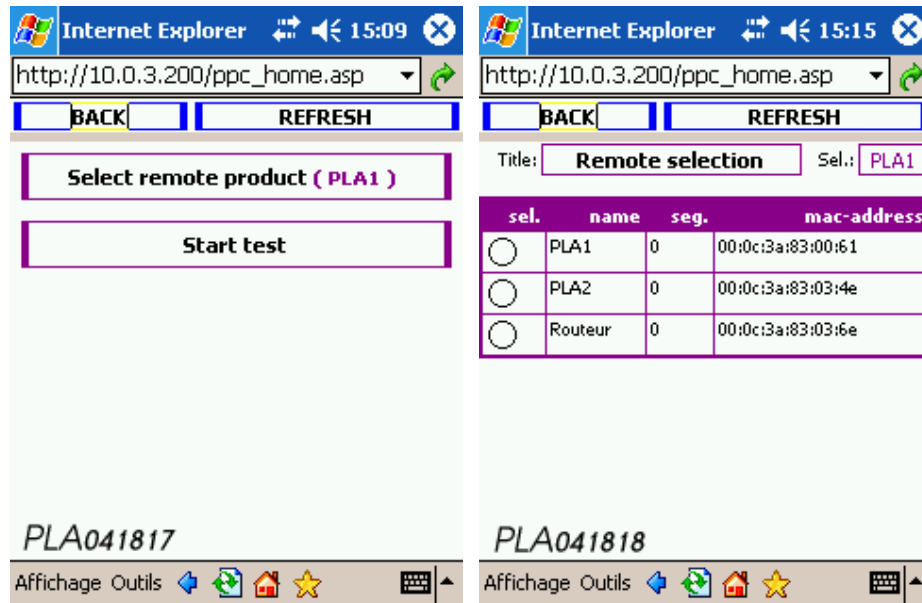 Internet Explorer 15:09
http://10.0.3.200/ppc_home.asp
BACK REFRESH
Select remote product ( PLA1 )
Start test
PLA041817
Affichage Outils
Internet Explorer 15:15
http://10.0.3.200/ppc_home.asp
BACK REFRESH
Title: Remote selection Sel.: PLA1
sel. name seg. mac-address
PLA1 0 00:0c:3a:83:00:61
PLA2 0 00:0c:3a:83:03:4e
Routeur 0 00:0c:3a:83:03:6e
PLA041818
Affichage Outils